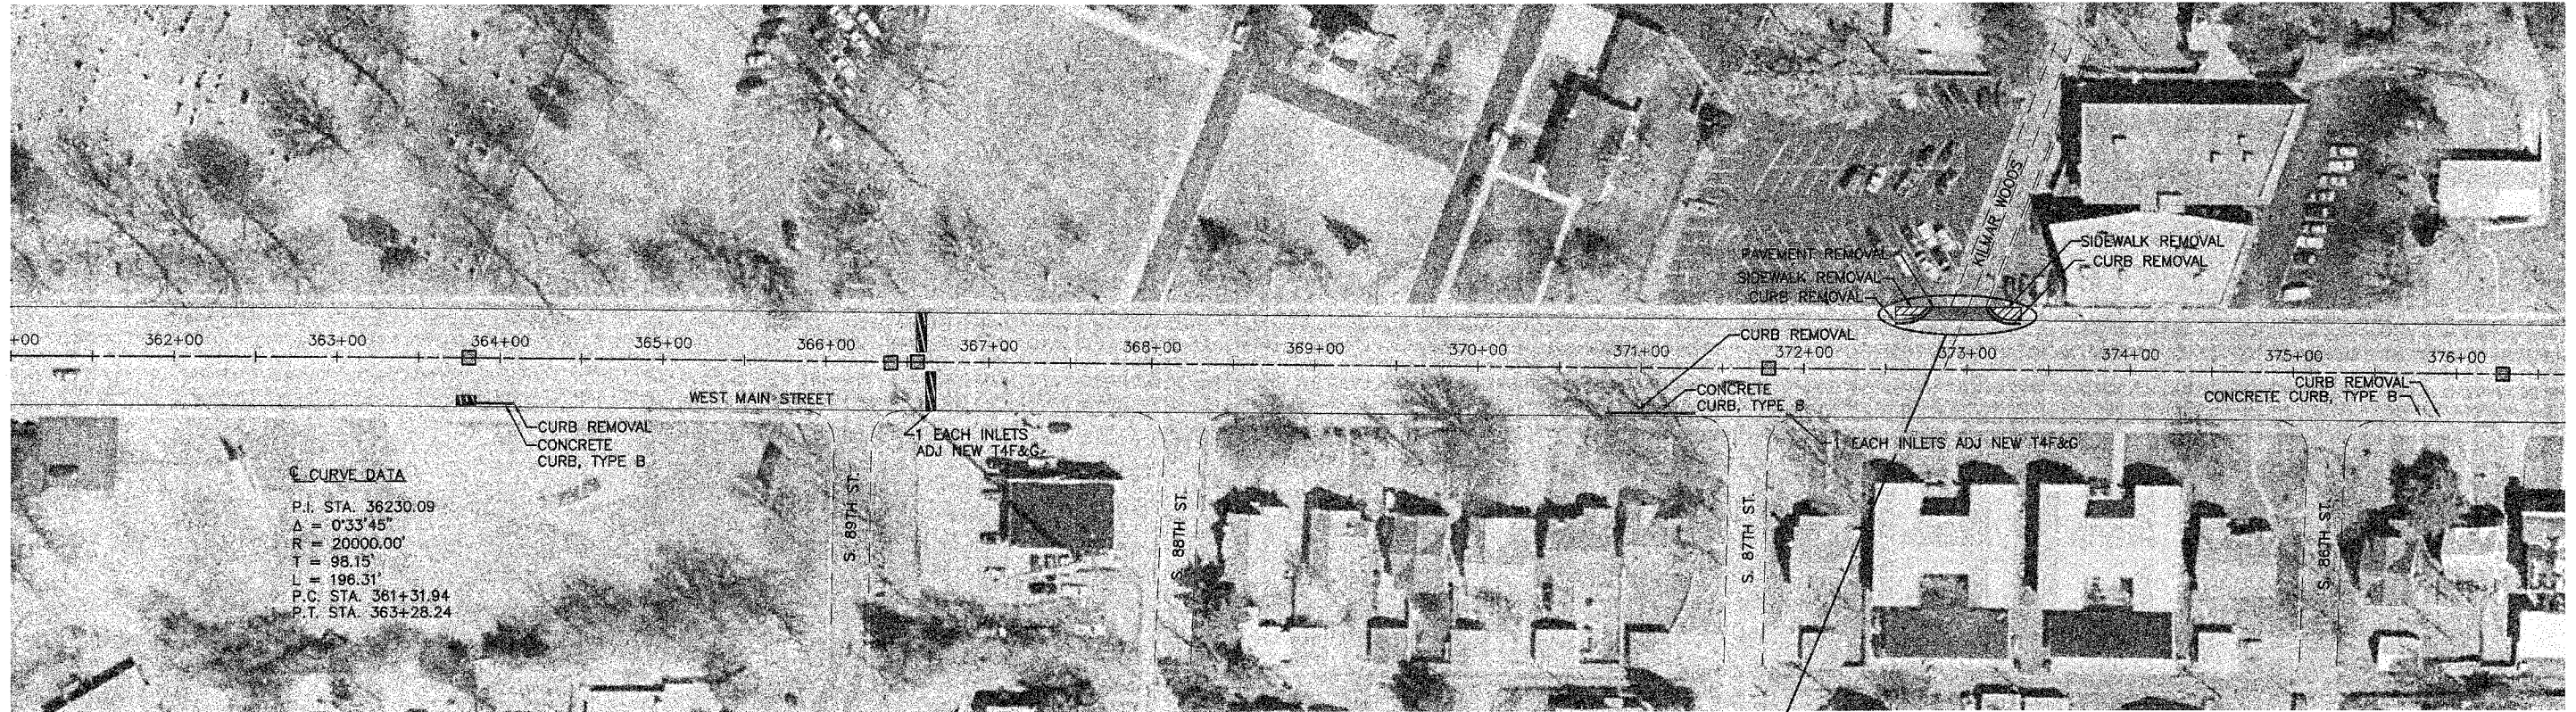 PAVEMENT REMOVAL
SIDEWALK REMOVAL
CURB REMOVAL
KILMAR WOODS
SIDEWALK REMOVAL
CURB REMOVAL
+00
362+00
363+00
364+00
365+00
366+00
367+00
368+00
369+00
370+00
371+00
372+00
373+00
374+00
375+00
376+00
CURB REMOVAL
CONCRETE
CURB, TYPE B
WEST MAIN STREET
CURB REMOVAL
CONCRETE CURB, TYPE B
CURB REMOVAL
CONCRETE
CURB, TYPE B
1 EACH INLETS
ADJ NEW T4F&G
1 EACH INLETS ADJ NEW T4F&G
℄ CURVE DATA
P.I. STA. 36230.09
Δ = 0°33'45"
R = 20000.00'
T = 98.15'
L = 196.31'
P.C. STA. 361+31.94
P.T. STA. 363+28.24
S. 89TH ST.
S. 88TH ST.
S. 87TH ST.
S. 86TH ST.